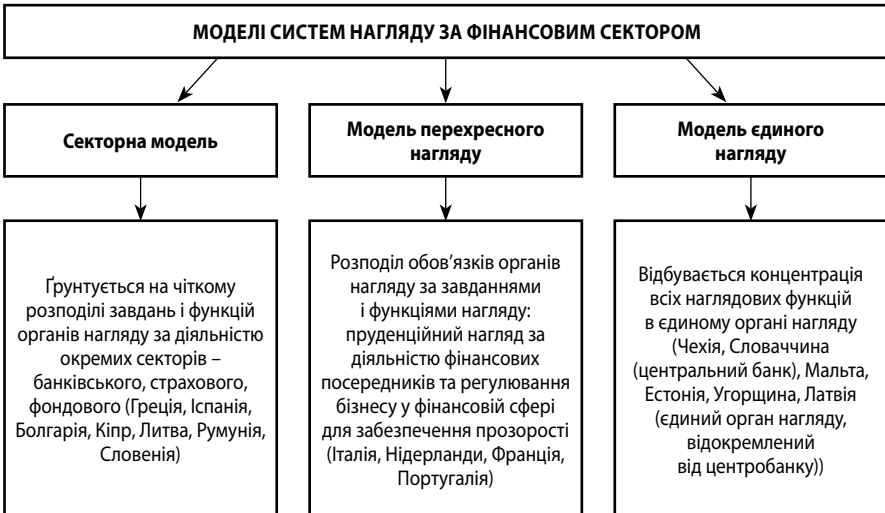 МОДЕЛІ СИСТЕМ НАГЛЯДУ ЗА ФІНАНСОВИМ СЕКТОРОМ
Секторна модель
Модель перехресного
нагляду
Модель єдиного
нагляду
Ґрунтується на чіткому
розподілі завдань і функцій
органів нагляду за діяльністю
окремих секторів –
банківського, страхового,
фондового (Греція, Іспанія,
Болгарія, Кіпр, Литва, Румунія,
Словенія)
Розподіл обов’язків органів
нагляду за завданнями
і функціями нагляду:
пруденційний нагляд за
діяльністю фінансових
посередників та регулювання
бізнесу у фінансовій сфері
для забезпечення прозорості
(Італія, Нідерланди, Франція,
Португалія)
Відбувається концентрація
всіх наглядових функцій
в єдиному органі нагляду
(Чехія, Словаччина
(центральний банк), Мальта,
Естонія, Угорщина, Латвія
(єдиний орган нагляду,
відокремлений
від центробанку))